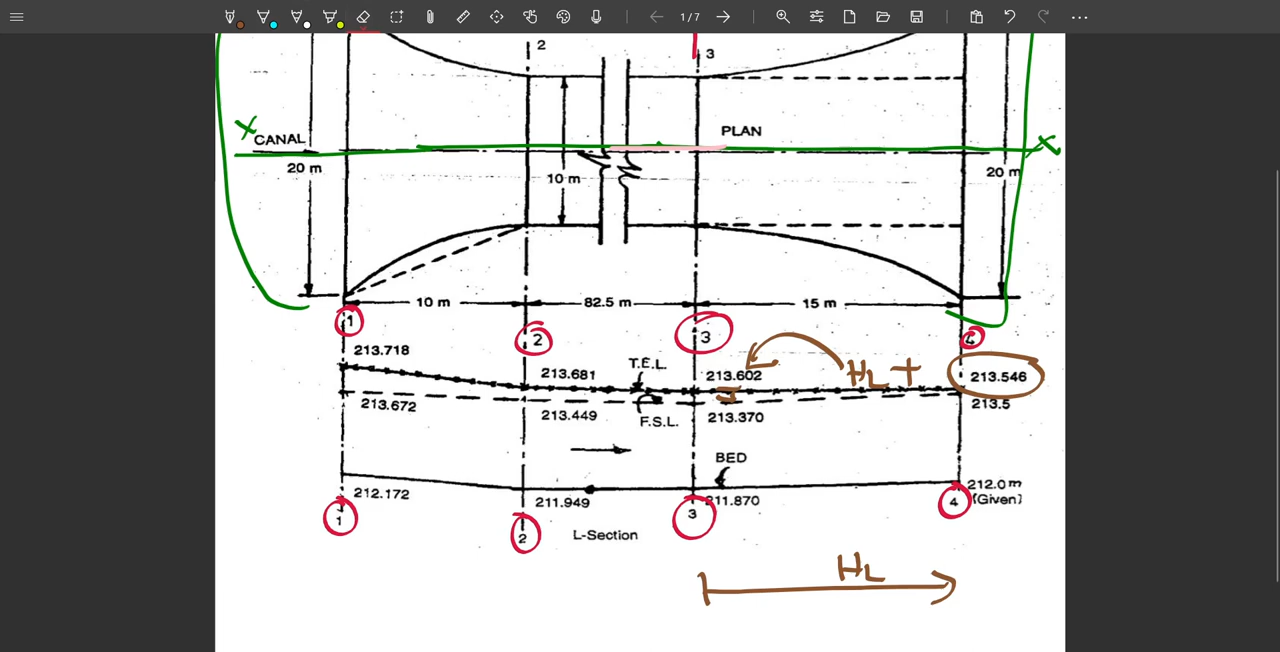 1/7
2
3
X
CANAL
PLAN
X
20 m
10 m
20 m
10 m
82.5 m
15 m
1
2
3
4
213.718
T.E.L.
213.681
213.602
HL +
213.546
213.672
213.449
F.S.L.
213.370
213.5
BED
212.172
211.949
211.870
212.0 m
(Given)
1
2
3
4
L-Section
HL